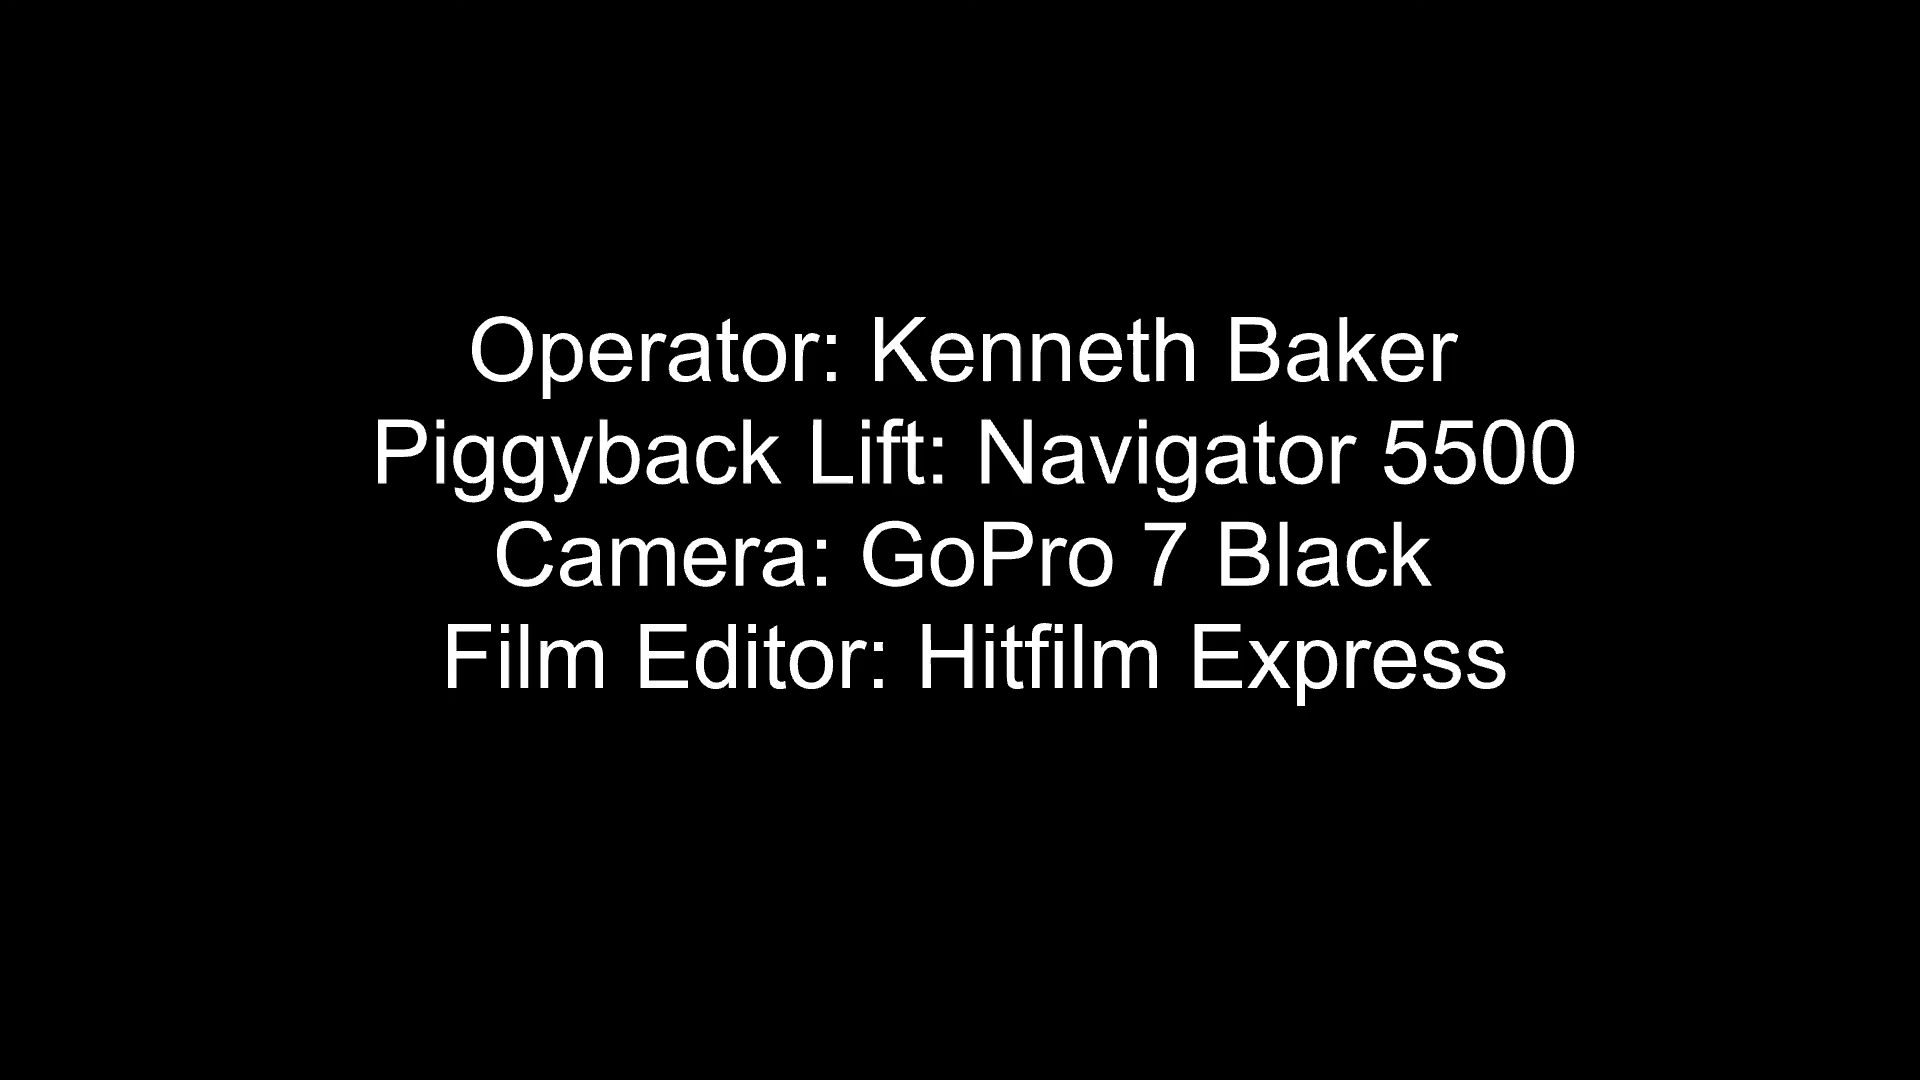 Operator: Kenneth Baker
Piggyback Lift: Navigator 5500
Camera: GoPro 7 Black
Film Editor: Hitfilm Express